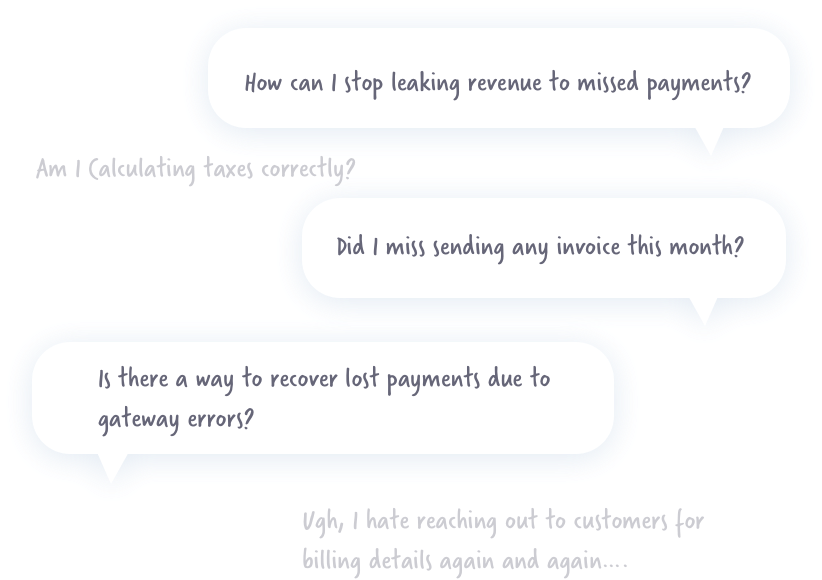 How can I stop leaking revenue to missed payments?
Am I Calculating taxes correctly?
Did I miss sending any invoice this month?
Is there a way to recover lost payments due to
gateway errors?
Ugh, I hate reaching out to customers for
billing details again and again....